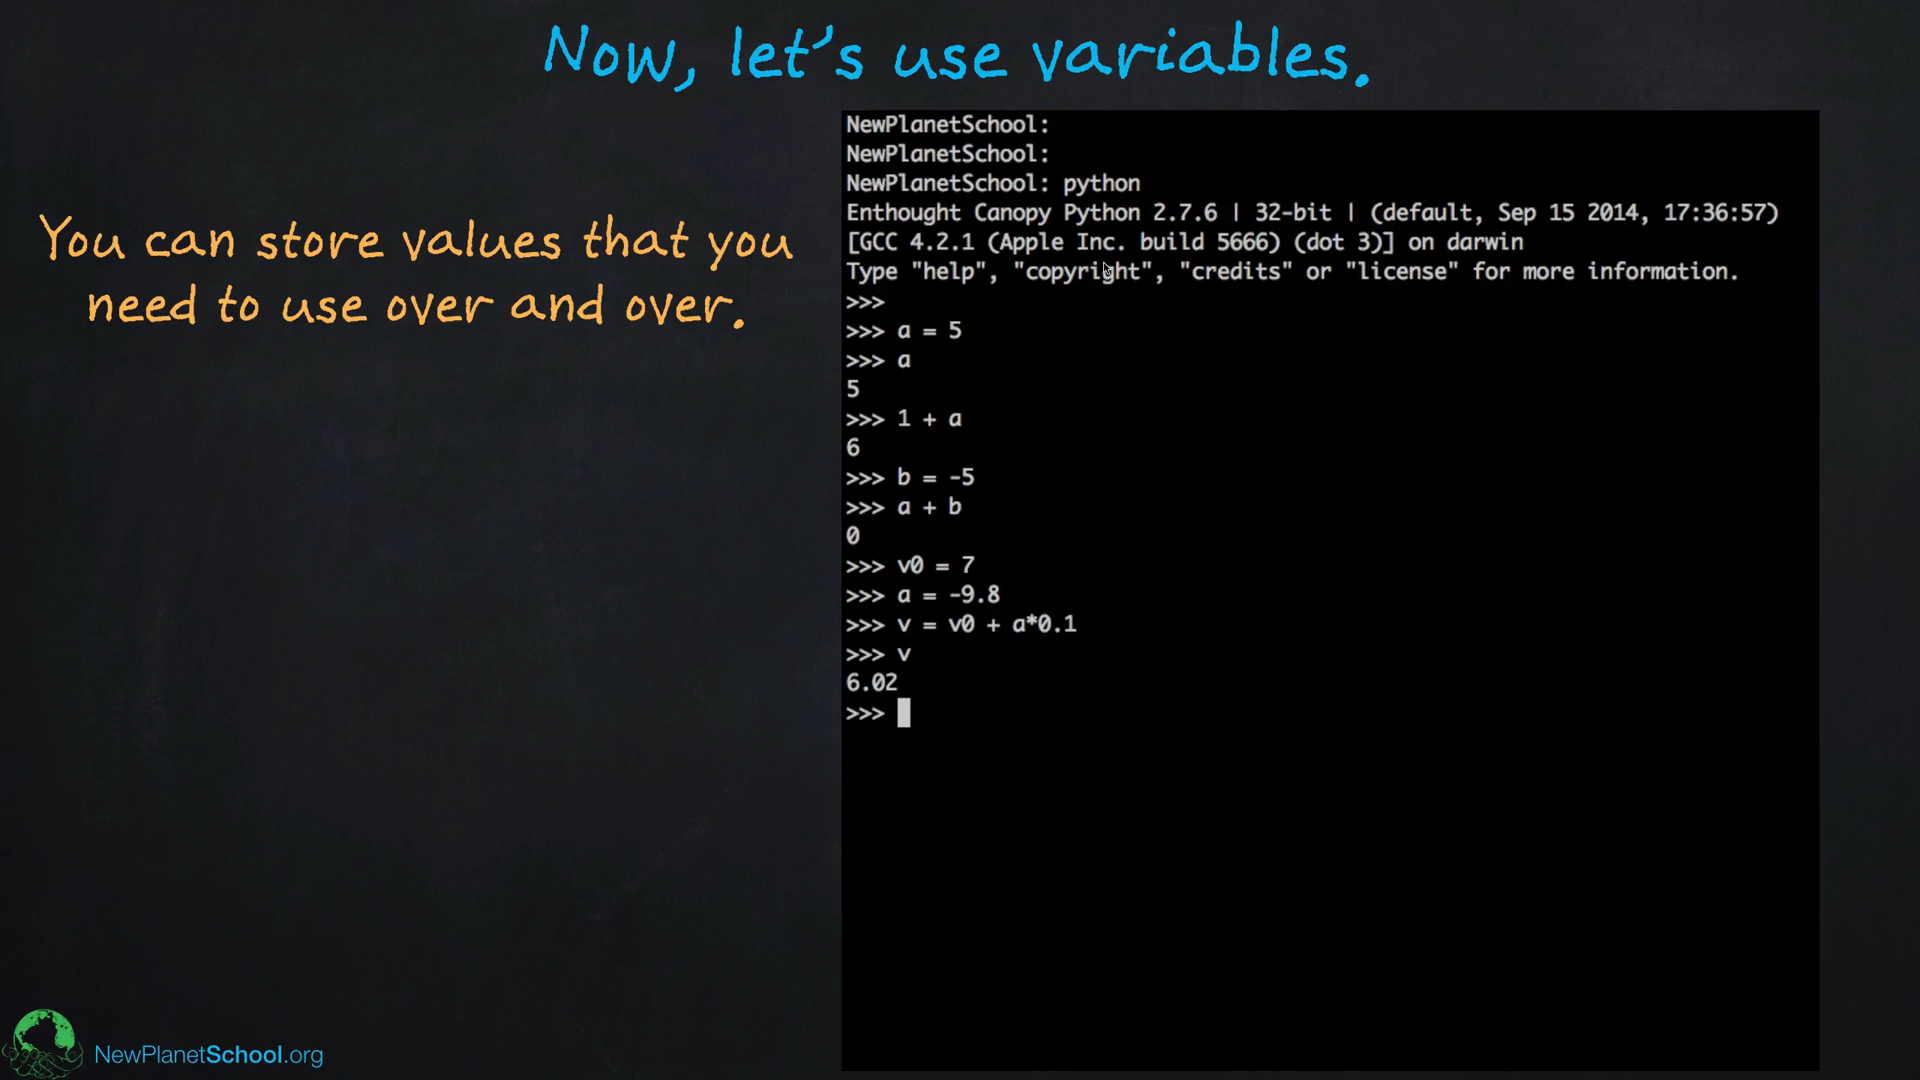 Now, let's use variables.
You can store values that you
need to use over and over.
NewPlanetSchool:
NewPlanetSchool:
NewPlanetSchool: python
Enthought Canopy Python 2.7.6 | 32-bit | (default, Sep 15 2014, 17:36:57)
[GCC 4.2.1 (Apple Inc. build 5666) (dot 3)] on darwin
Type "help", "copyright", "credits" or "license" for more information.
>>>
>>> a = 5
>>> a
5
>>> 1 + a
6
>>> b = -5
>>> a + b
0
>>> v0 = 7
>>> a = -9.8
>>> v = v0 + a*0.1
>>> v
6.02
>>>
NewPlanetSchool.org